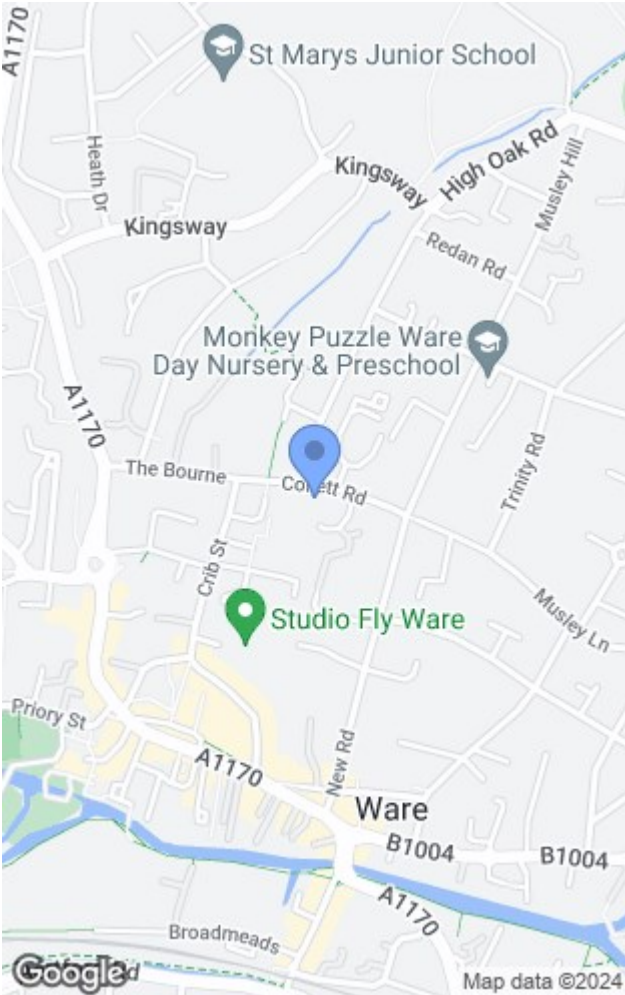 A1170
St Marys Junior School
Heath Dr
Kingsway
High Oak Rd
Musley Hill
Kingsway
Redan Rd
Monkey Puzzle Ware
Day Nursery & Preschool
A1170
The Bourne
Collett Rd
Trinity Rd
Crib St
Studio Fly Ware
Musley Ln
Priory St
A1170
New Rd
Ware
B1004
B1004
A1170
Broadmeads
Google
Map data ©2024